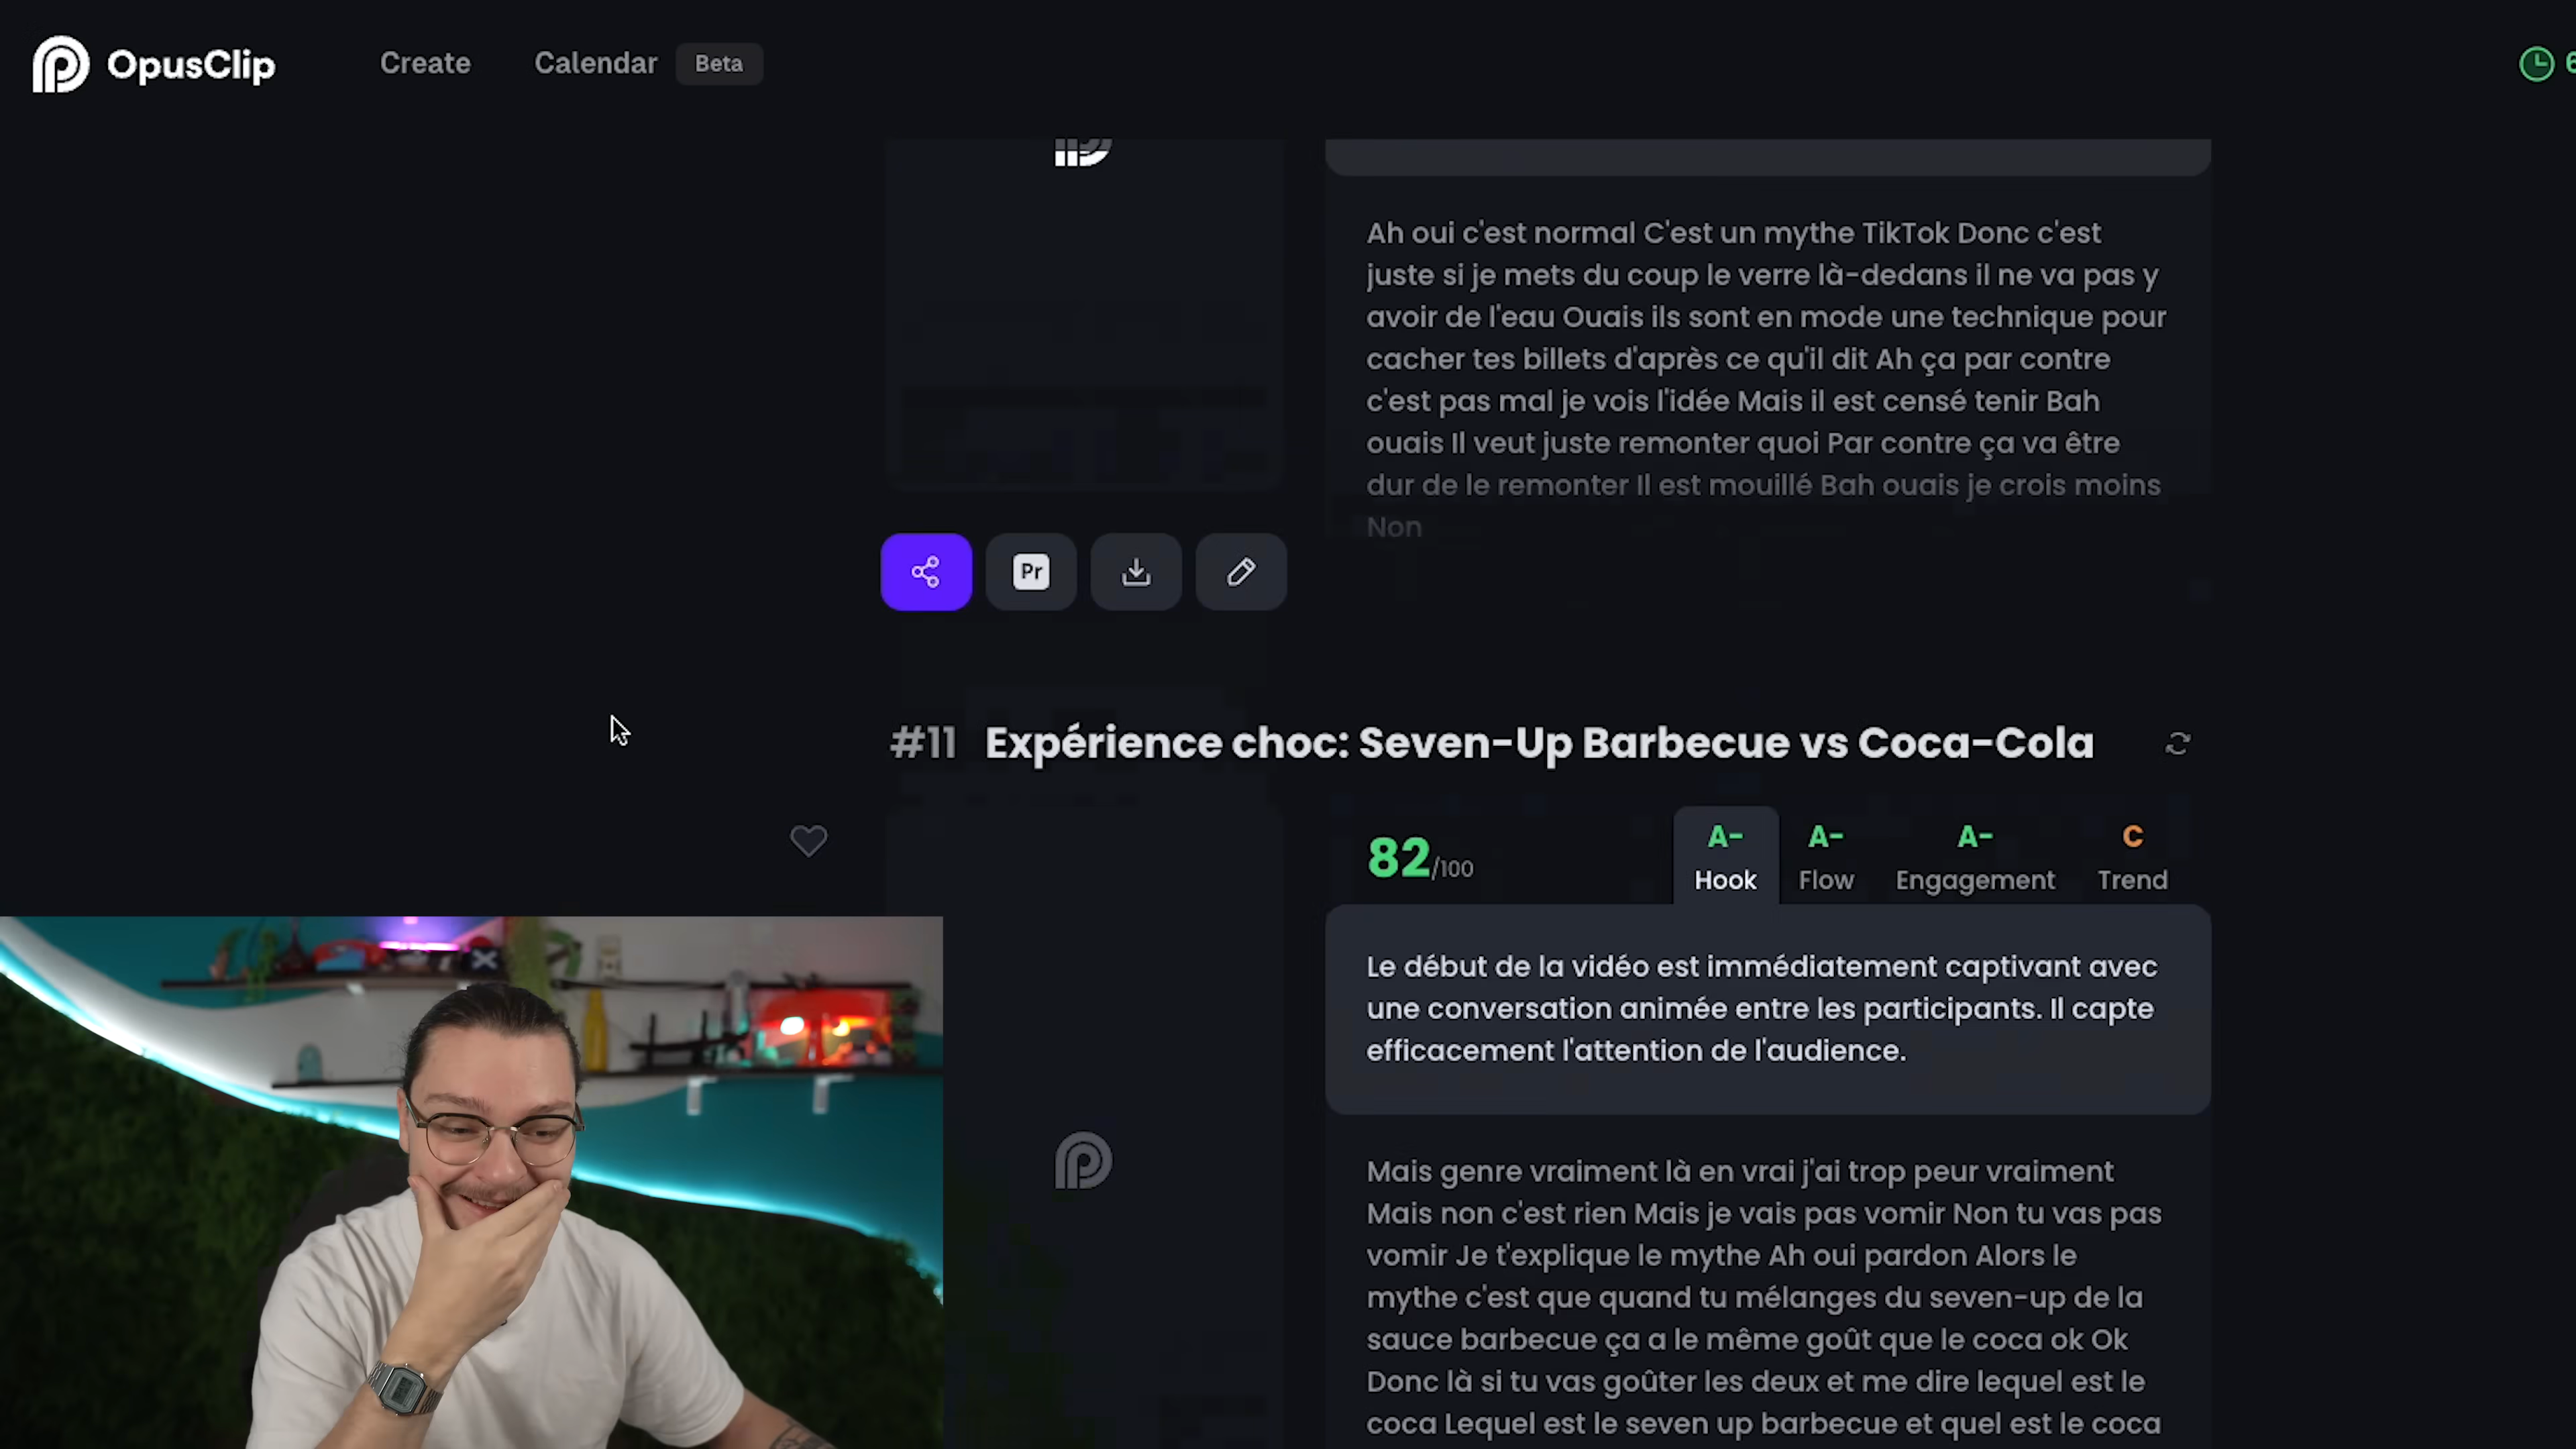 OpusClip
Create
Calendar
Beta
Ah oui c'est normal C'est un mythe TikTok Donc c'est
juste si je mets du coup le verre là-dedans il ne va pas y
avoir de l'eau Ouais ils sont en mode une technique pour
cacher tes billets d'après ce qu'il dit Ah ça par contre
c'est pas mal je vois l'idée Mais il est censé tenir Bah
ouais Il veut juste remonter quoi Par contre ça va être
dur de le remonter Il est mouillé Bah ouais je crois moins
Non
Pr
#11 Expérience choc: Seven-Up Barbecue vs Coca-Cola
82/100
A-
Hook
A-
Flow
A-
Engagement
C
Trend
Le début de la vidéo est immédiatement captivant avec
une conversation animée entre les participants. Il capte
efficacement l'attention de l'audience.
Mais genre vraiment là en vrai j'ai trop peur vraiment
Mais non c'est rien Mais je vais pas vomir Non tu vas pas
vomir Je t'explique le mythe Ah oui pardon Alors le
mythe c'est que quand tu mélanges du seven-up de la
sauce barbecue ça a le même goût que le coca ok Ok
Donc là si tu vas goûter les deux et me dire lequel est le
coca Lequel est le seven up barbecue et quel est le coca